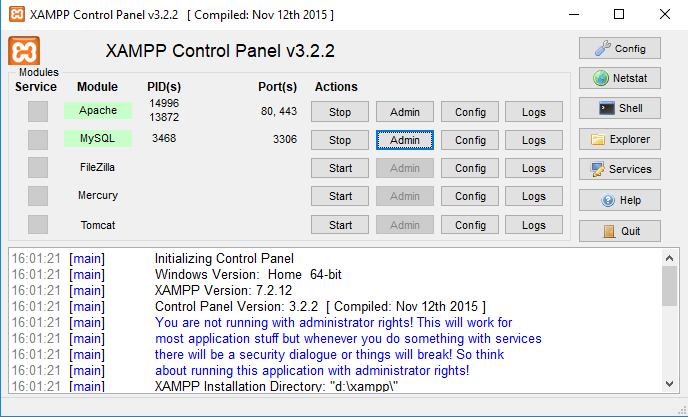 XAMPP Control Panel v3.2.2 [ Compiled: Nov 12th 2015 ]
XAMPP Control Panel v3.2.2
Config
Modules
Service Module PID(s) Port(s) Actions
Netstat
Apache 14996 13872 80, 443 Stop Admin Config Logs
Shell
MySQL 3468 3306 Stop Admin Config Logs
Explorer
FileZilla Start Admin Config Logs
Services
Mercury Start Admin Config Logs
Help
Tomcat Start Admin Config Logs
Quit
16:01:21 [main] Initializing Control Panel
16:01:21 [main] Windows Version: Home 64-bit
16:01:21 [main] XAMPP Version: 7.2.12
16:01:21 [main] Control Panel Version: 3.2.2 [ Compiled: Nov 12th 2015 ]
16:01:21 [main] You are not running with administrator rights! This will work for
16:01:21 [main] most application stuff but whenever you do something with services
16:01:21 [main] there will be a security dialogue or things will break! So think
16:01:21 [main] about running this application with administrator rights!
16:01:21 [main] XAMPP Installation Directory: "d:\xampp\"